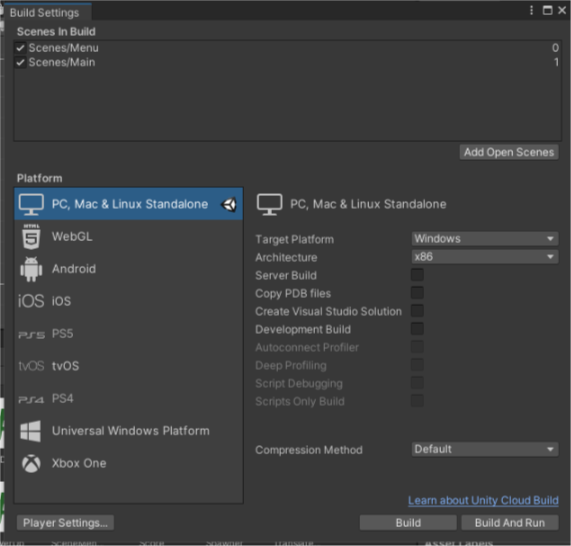 Build Settings
Scenes In Build
Scenes/Menu 0
Scenes/Main 1
Add Open Scenes
Platform
PC, Mac & Linux Standalone
HTML 5 WebGL
Android
iOS iOS
PS5 PS5
tvOS tvOS
PS4 PS4
Universal Windows Platform
Xbox One
PC, Mac & Linux Standalone
Target Platform Windows
Architecture x86
Server Build
Copy PDB files
Create Visual Studio Solution
Development Build
Autoconnect Profiler
Deep Profiling
Script Debugging
Scripts Only Build
Compression Method Default
Learn about Unity Cloud Build
Player Settings...
Build
Build And Run